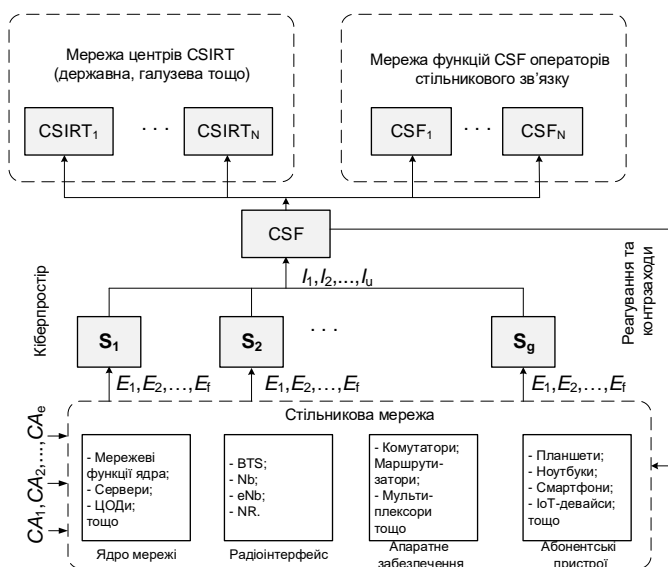 Мережа центрів CSIRT
(державна, галузева тощо)
Мережа функцій CSF операторів
стільникового зв'язку
CSIRT1 . . . CSIRTN
CSF1 . . . CSFN
CSF
I1, I2,..., Iu
Кіберпростір
Реагування та
контрзаходи
S1
S2
. . .
Sg
E1, E2,..., Ef
E1, E2,..., Ef
E1, E2,..., Ef
CA1, CA2,..., CAe
Стільникова мережа
- Мережеві
функції ядра;
- Сервери;
- ЦОДи;
тощо
Ядро мережі
- BTS;
- Nb;
- eNb;
- NR.
Радіоінтерфейс
- Комутатори;
Маршрути-
затори;
- Мульти-
плексори
тощо
Апаратне
забезпечення
- Планшети;
- Ноутбуки;
- Смартфони;
- IoT-девайси;
тощо
Абонентські
пристрої